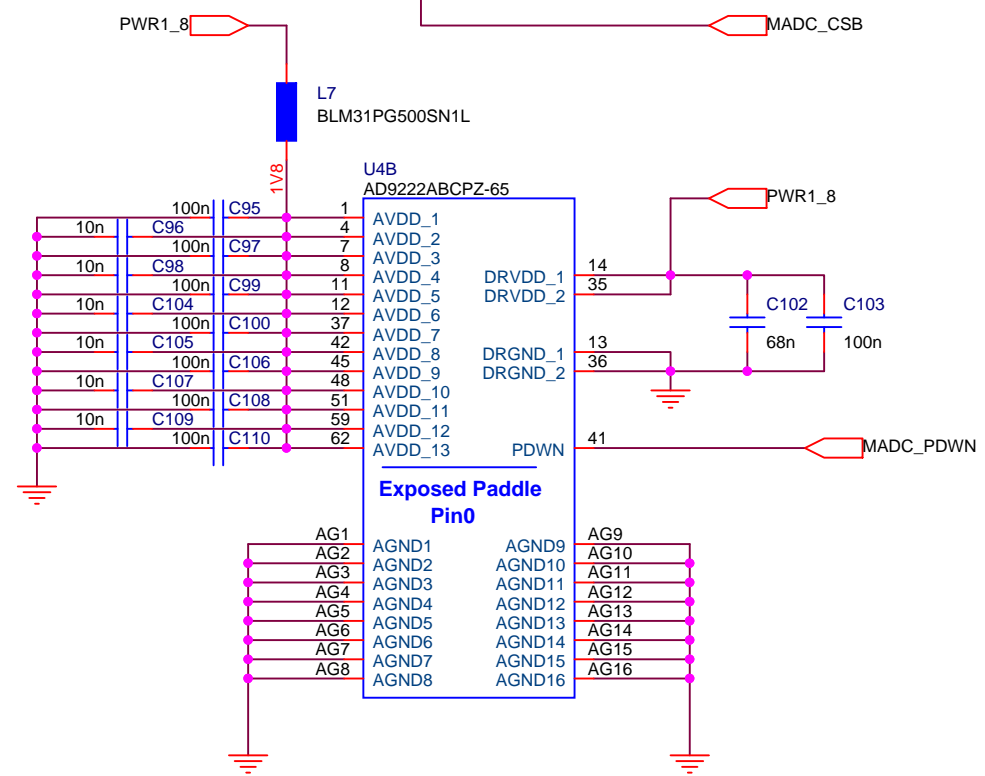 PWR1_8
MADC_CSB
L7
BLM31PG500SN1L
1V8
U4B
AD9222ABCPZ-65
PWR1_8
100n C95 1 AVDD_1
10n C96 4 AVDD_2
100n C97 7 AVDD_3
10n C98 8 AVDD_4 DRVDD_1 14
100n C99 11 AVDD_5 DRVDD_2 35
10n C104 12 AVDD_6 C102 C103
100n C100 37 AVDD_7 68n 100n
10n C105 42 AVDD_8 DRGND_1 13
100n C106 45 AVDD_9 DRGND_2 36
10n C107 48 AVDD_10
100n C108 51 AVDD_11
10n C109 59 AVDD_12
100n C110 62 AVDD_13 PDWN 41 MADC_PDWN
Exposed Paddle
Pin0
AG1 AGND1 AGND9 AG9
AG2 AGND2 AGND10 AG10
AG3 AGND3 AGND11 AG11
AG4 AGND4 AGND12 AG12
AG5 AGND5 AGND13 AG13
AG6 AGND6 AGND14 AG14
AG7 AGND7 AGND15 AG15
AG8 AGND8 AGND16 AG16